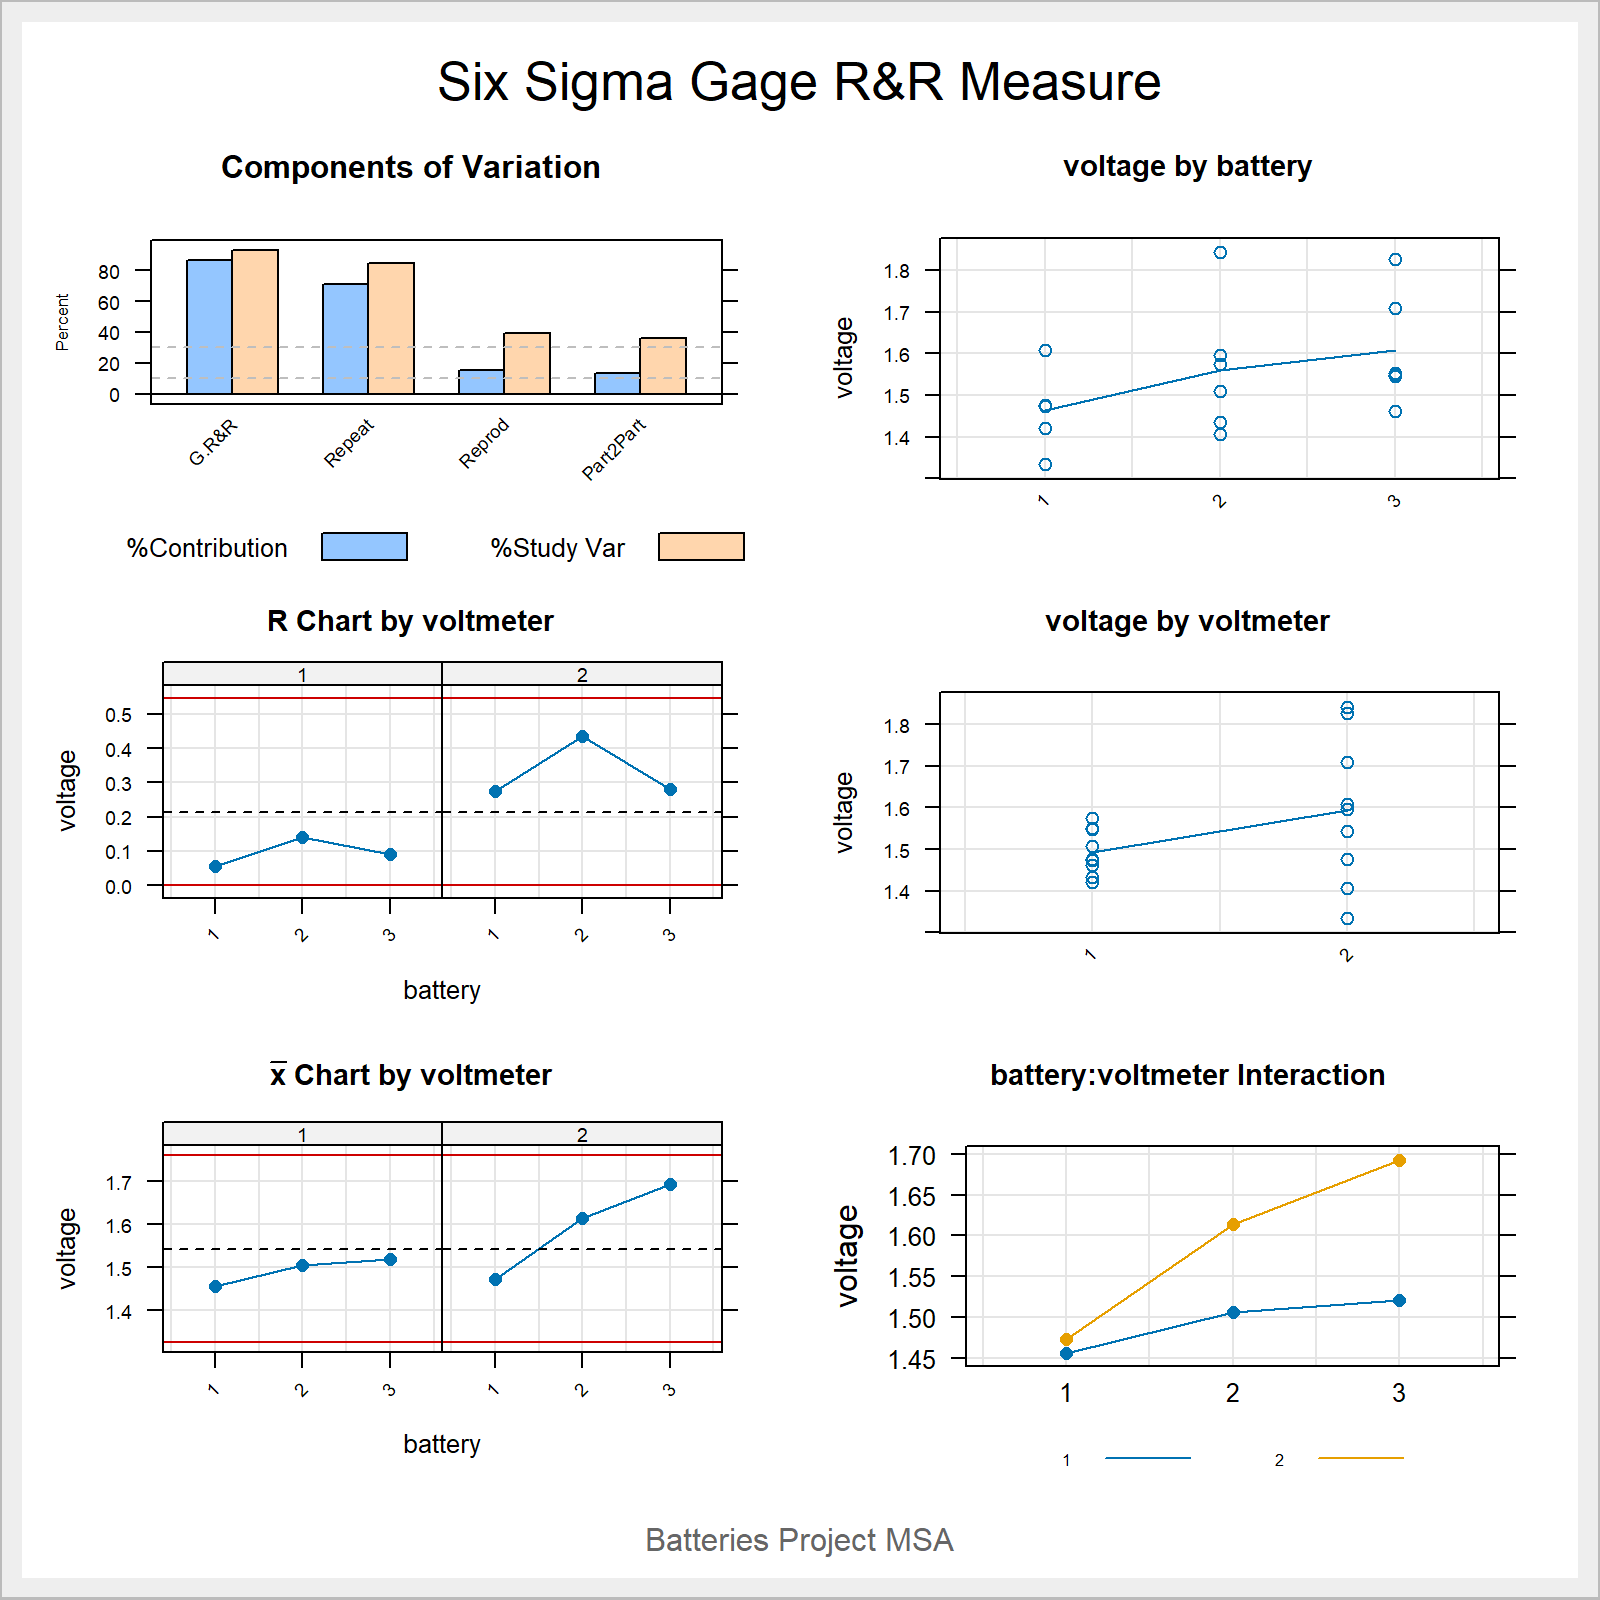 Six Sigma Gage R&R Measure
Components of Variation
Percent
80
60
40
20
0
G.R&R
Repeat
Reprod
Part2Part
%Contribution
%Study Var
voltage by battery
voltage
1.8
1.7
1.6
1.5
1.4
1
2
3
R Chart by voltmeter
1
2
voltage
0.5
0.4
0.3
0.2
0.1
0.0
1
2
3
1
2
3
battery
voltage by voltmeter
voltage
1.8
1.7
1.6
1.5
1.4
1
2
x̅ Chart by voltmeter
1
2
voltage
1.7
1.6
1.5
1.4
1
2
3
1
2
3
battery
battery:voltmeter Interaction
voltage
1.70
1.65
1.60
1.55
1.50
1.45
1
2
3
1
2
Batteries Project MSA